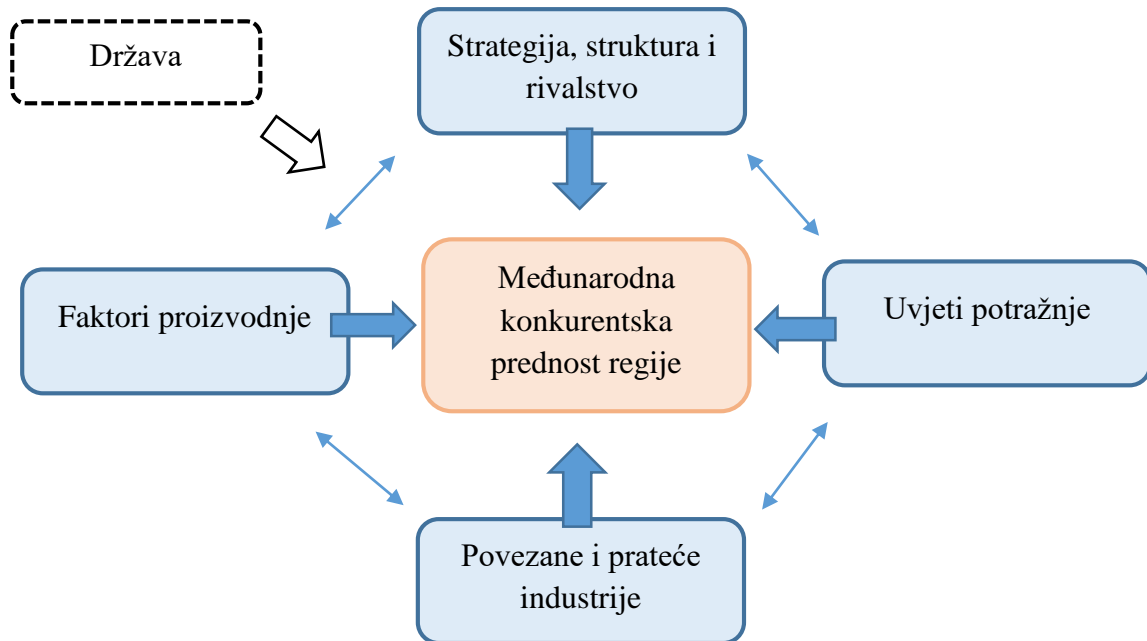 Država
Strategija, struktura i
rivalstvo
Faktori proizvodnje
Međunarodna
konkurentska
prednost regije
Uvjeti potražnje
Povezane i prateće
industrije